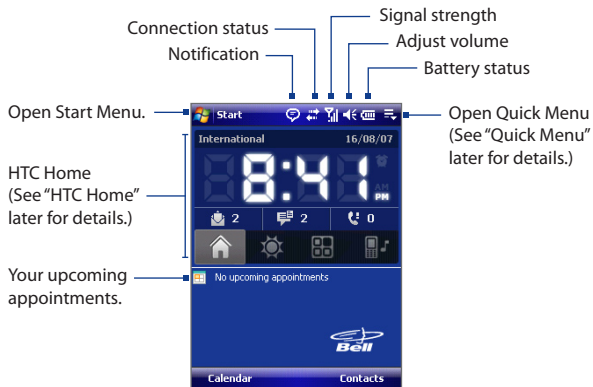 Signal strength
Connection status
Adjust volume
Notification
Battery status
Open Start Menu.
Start
Open Quick Menu
(See “Quick Menu”
later for details.)
International 16/08/07
8:41
AM
PM
HTC Home
(See “HTC Home”
later for details.)
2 2 0
Your upcoming
appointments.
No upcoming appointments
Bell
Calendar Contacts